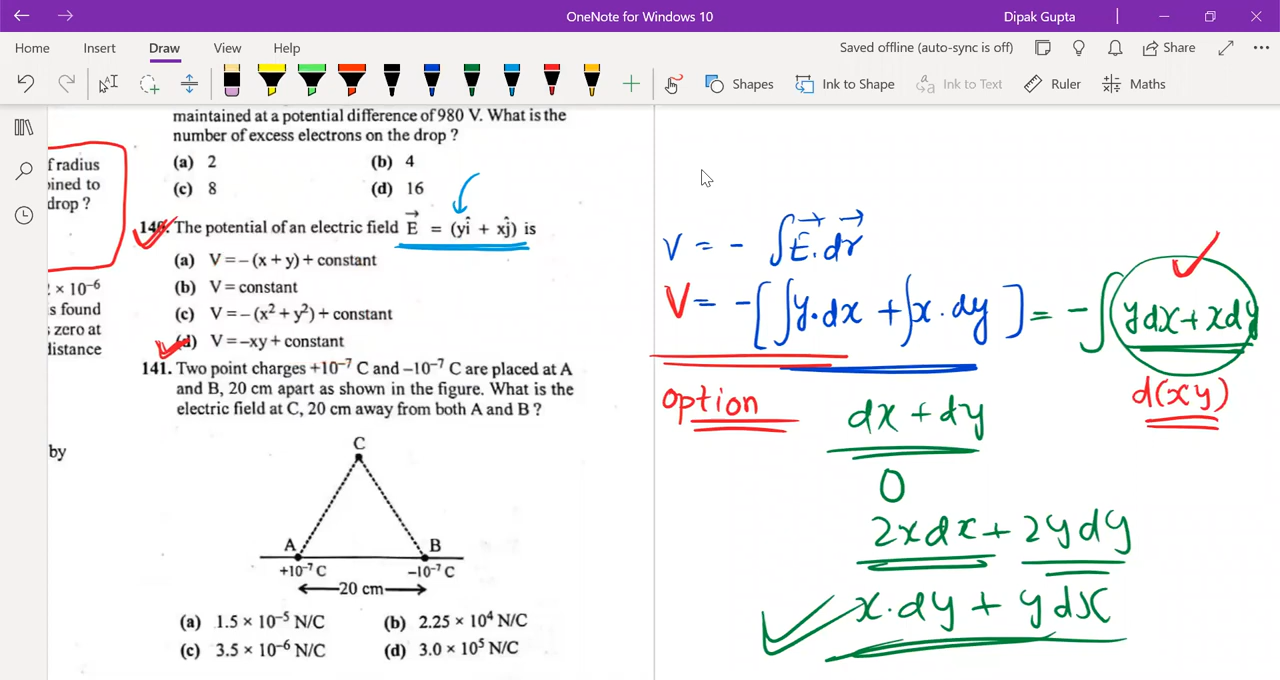 OneNote for Windows 10
Dipak Gupta
Home Insert Draw View Help
Saved offline (auto-sync is off)
Share
Shapes
Ink to Shape
Ink to Text
Ruler
Maths
maintained at a potential difference of 980 V. What is the
number of excess electrons on the drop ?
(a) 2 (b) 4
(c) 8 (d) 16
f radius
ined to
drop ?
140. The potential of an electric field E⃗ = (yî + xĵ) is
(a) V = – (x + y) + constant
(b) V = constant
(c) V = – (x² + y²) + constant
(d) V = –xy + constant
× 10⁻⁶
s found
zero at
listance
by
141. Two point charges +10⁻⁷ C and –10⁻⁷ C are placed at A
and B, 20 cm apart as shown in the figure. What is the
electric field at C, 20 cm away from both A and B ?
C
A B
+10⁻⁷ C –10⁻⁷ C
20 cm
(a) 1.5 × 10⁻⁵ N/C (b) 2.25 × 10⁴ N/C
(c) 3.5 × 10⁻⁶ N/C (d) 3.0 × 10⁵ N/C
V = - ∫E⃗.dr⃗
V = -[∫y.dx + ∫x.dy] = -∫(ydx + xdy
option
d(xy)
dx + dy
0
2xdx + 2ydy
x.dy + ydx